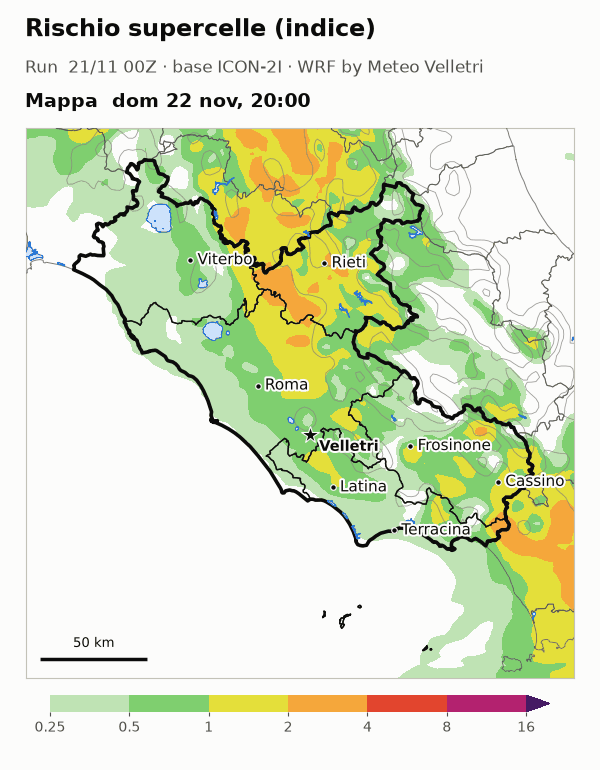 Rischio supercelle (indice)
Run  21/11 00Z · base ICON-2I · WRF by Meteo Velletri
Mappa  dom 22 nov, 20:00
Viterbo
Rieti
Roma
Velletri
Frosinone
Latina
Cassino
Terracina
50 km
0.25 0.5 1 2 4 8 16